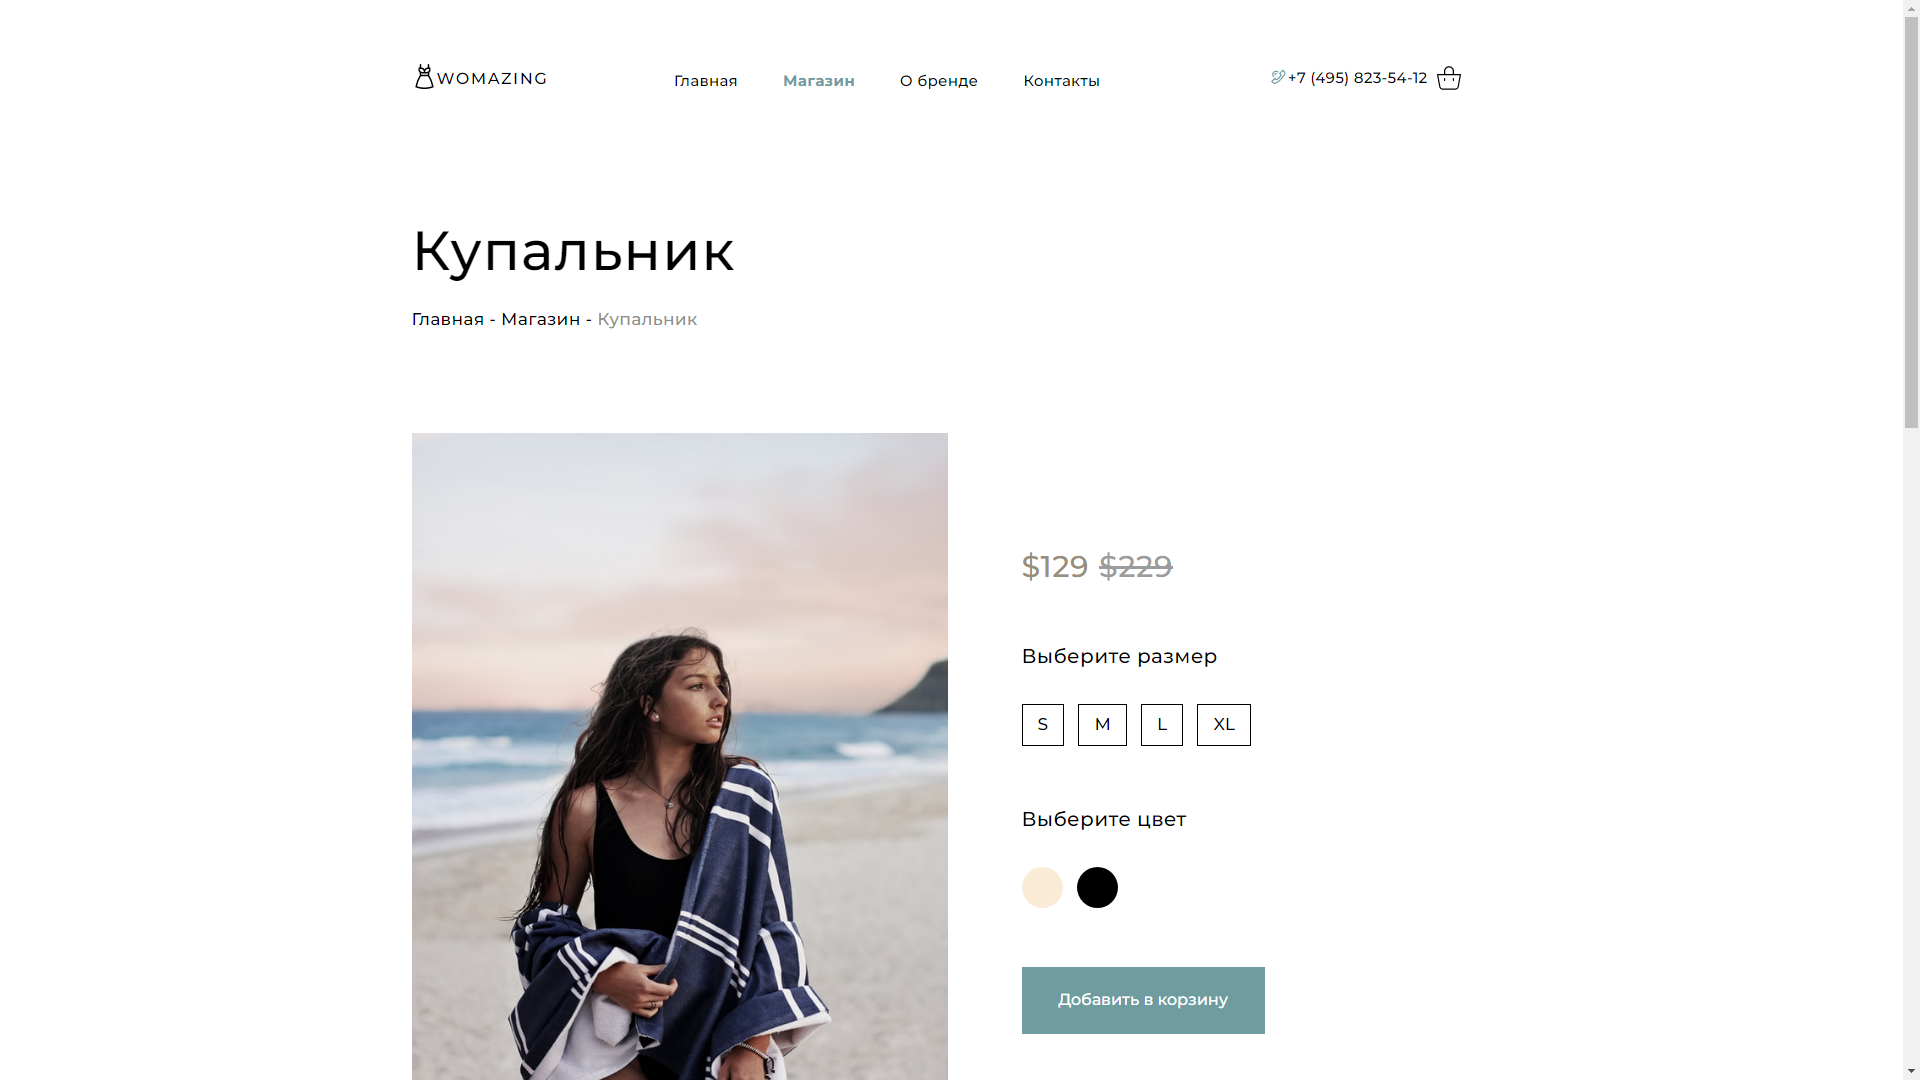 WOMAZING
Главная Магазин О бренде Контакты
+7 (495) 823-54-12
Купальник
Главная - Магазин - Купальник
$129 $229
Выберите размер
S M L XL
Выберите цвет
Добавить в корзину